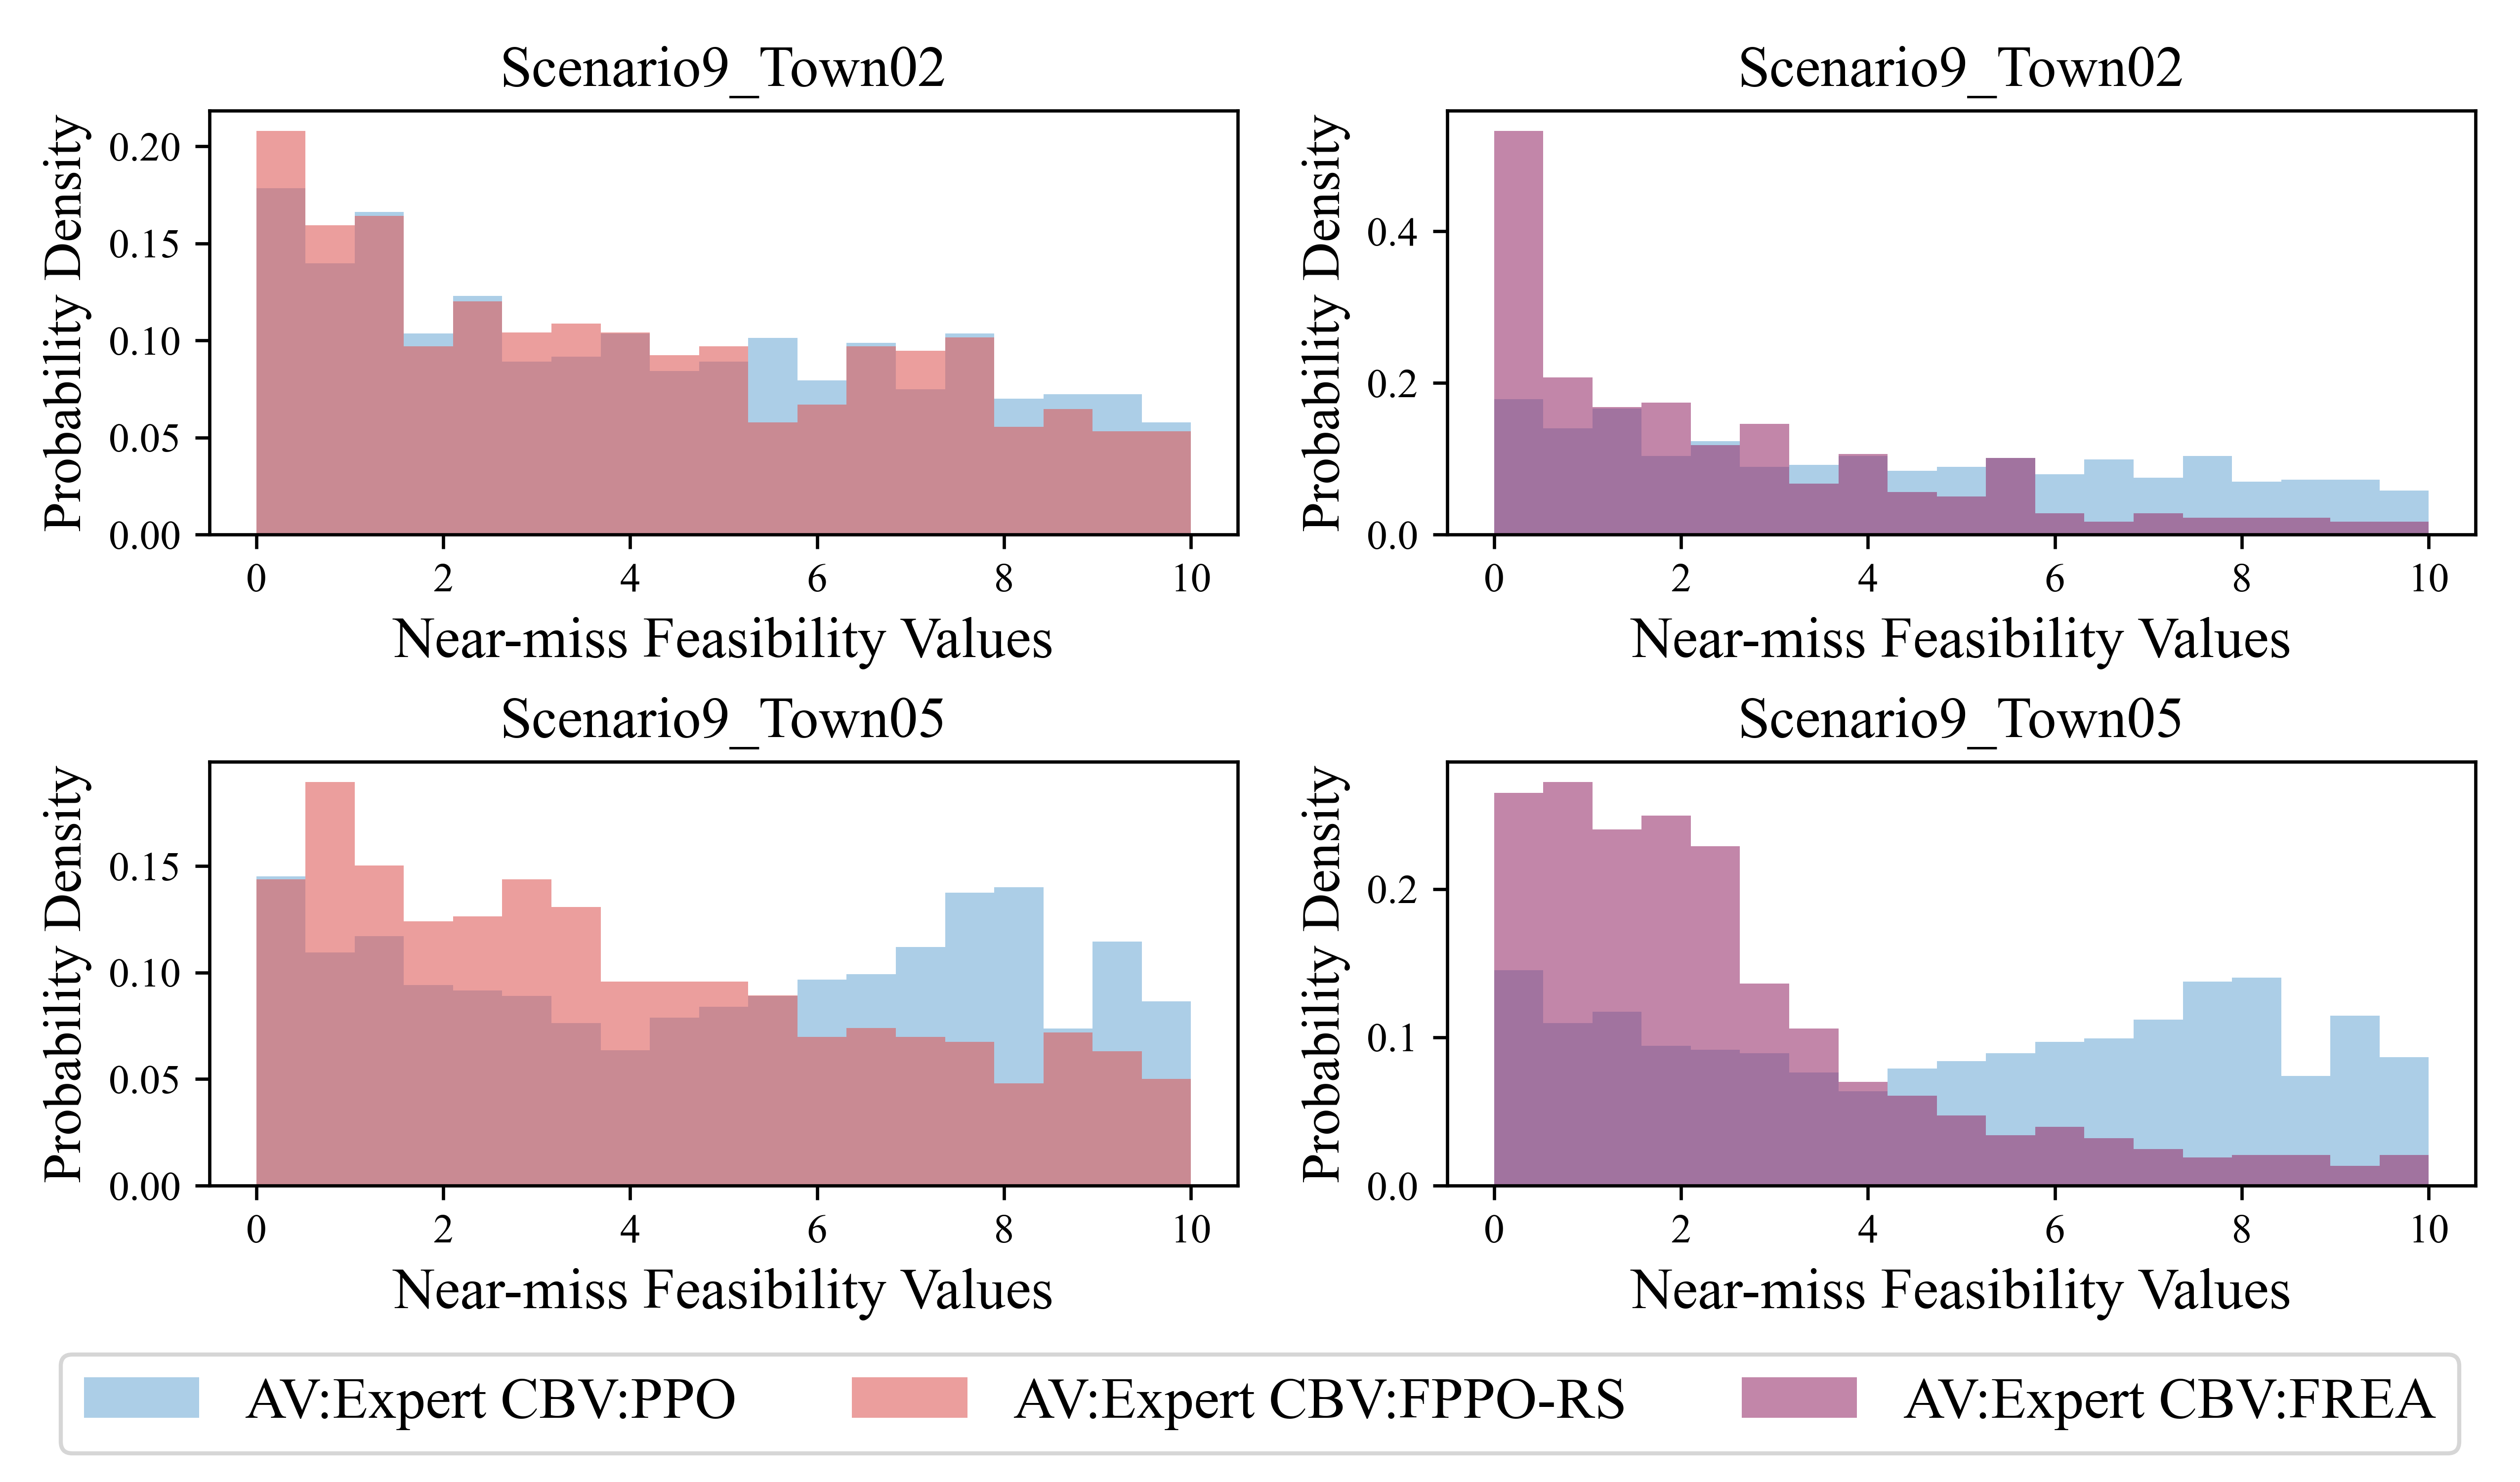 Scenario9_Town02
Probability Density
0.20
0.15
0.10
0.05
0.00
0 2 4 6 8 10
Near-miss Feasibility Values
Scenario9_Town02
Probability Density
0.4
0.2
0.0
0 2 4 6 8 10
Near-miss Feasibility Values
Scenario9_Town05
Probability Density
0.15
0.10
0.05
0.00
0 2 4 6 8 10
Near-miss Feasibility Values
Scenario9_Town05
Probability Density
0.2
0.1
0.0
0 2 4 6 8 10
Near-miss Feasibility Values
AV:Expert CBV:PPO
AV:Expert CBV:FPPO-RS
AV:Expert CBV:FREA